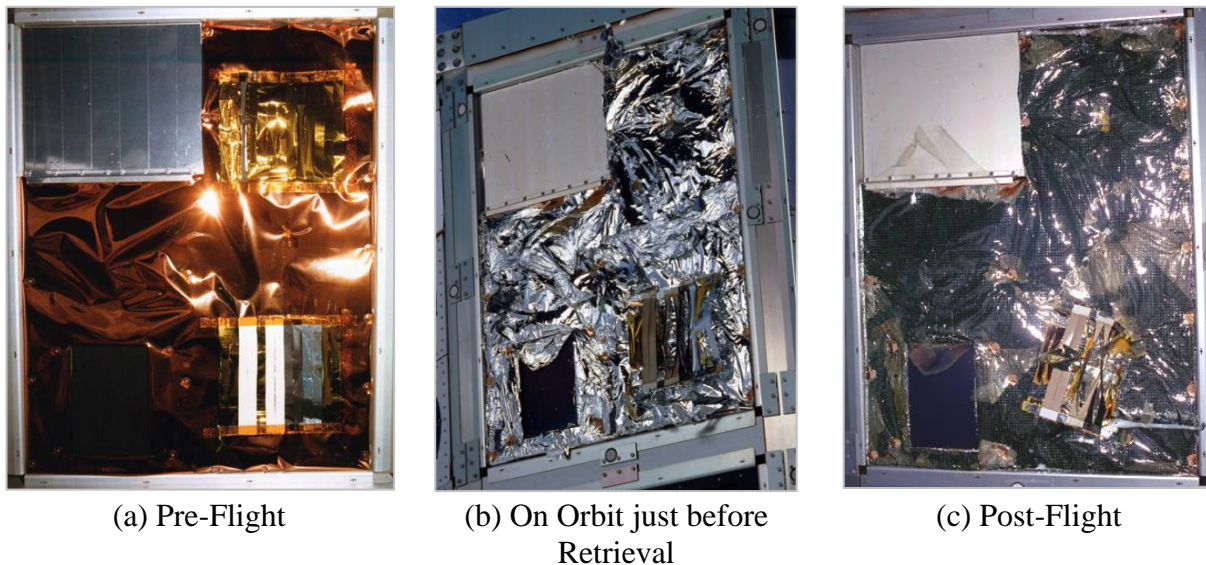 (a) Pre-Flight
(b) On Orbit just before
Retrieval
(c) Post-Flight